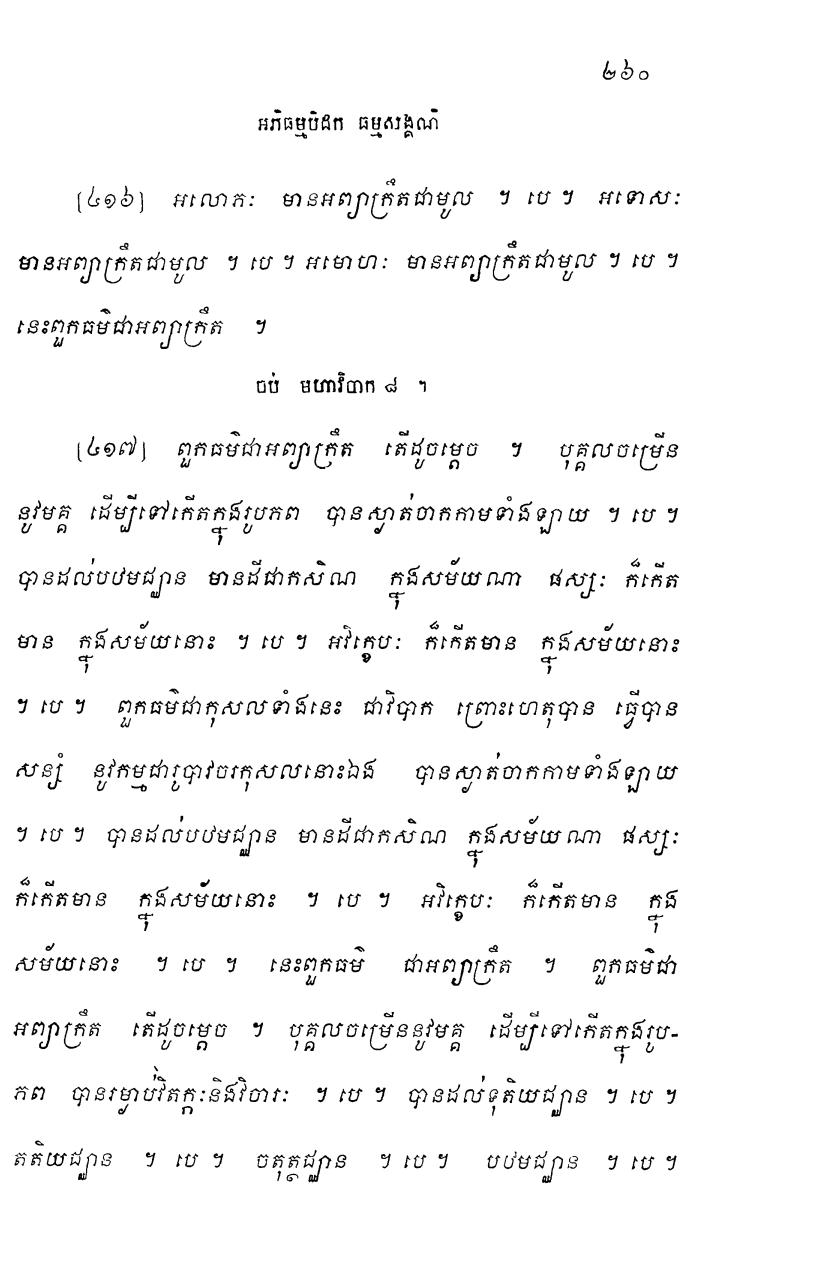 ២៦០
អភិធម្មបិដក ធម្មសង្គណី
[៤១៦] អលោភៈ មានអព្យាក្រឹតជាមូល ។ បេ ។ អទោសៈ
មានអព្យាក្រឹតជាមូល ។ បេ ។ អមោហៈ មានអព្យាក្រឹតជាមូល ។ បេ ។
នេះពួកធម៌ជាអព្យាក្រឹត ។
ចប់ មហាវិបាក ៨ ។
[៤១៧] ពួកធម៌ជាអព្យាក្រឹត តើដូចម្តេច ។ បុគ្គលចម្រើន
នូវមគ្គ ដើម្បីទៅកើតក្នុងរូបភព បានស្ងាត់ចាកកាមទាំងឡាយ ។ បេ ។
បានដល់បឋមជ្ឈាន មានដីជាកសិណ ក្នុងសម័យណា ផស្សៈ ក៏កើត
មាន ក្នុងសម័យនោះ ។ បេ ។ អវិក្ខេបៈ ក៏កើតមាន ក្នុងសម័យនោះ
។ បេ ។ ពួកធម៌ជាកុសលទាំងនេះ ជាវិបាក ព្រោះហេតុបាន ធ្វើបាន
សន្សំ នូវកម្មជារូបាវចរកុសលនោះឯង បានស្ងាត់ចាកកាមទាំងឡាយ
។ បេ ។ បានដល់បឋមជ្ឈាន មានដីជាកសិណ ក្នុងសម័យណា ផស្សៈ
ក៏កើតមាន ក្នុងសម័យនោះ ។ បេ ។ អវិក្ខេបៈ ក៏កើតមាន ក្នុង
សម័យនោះ ។ បេ ។ នេះពួកធម៌ ជាអព្យាក្រឹត ។ ពួកធម៌ជា
អព្យាក្រឹត តើដូចម្តេច ។ បុគ្គលចម្រើននូវមគ្គ ដើម្បីទៅកើតក្នុងរូប-
ភព បានរម្ងាប់វិតក្កៈនិងវិចារៈ ។ បេ ។ បានដល់ទុតិយជ្ឈាន ។ បេ ។
តតិយជ្ឈាន ។ បេ ។ ចតុត្ថជ្ឈាន ។ បេ ។ បឋមជ្ឈាន ។ បេ ។